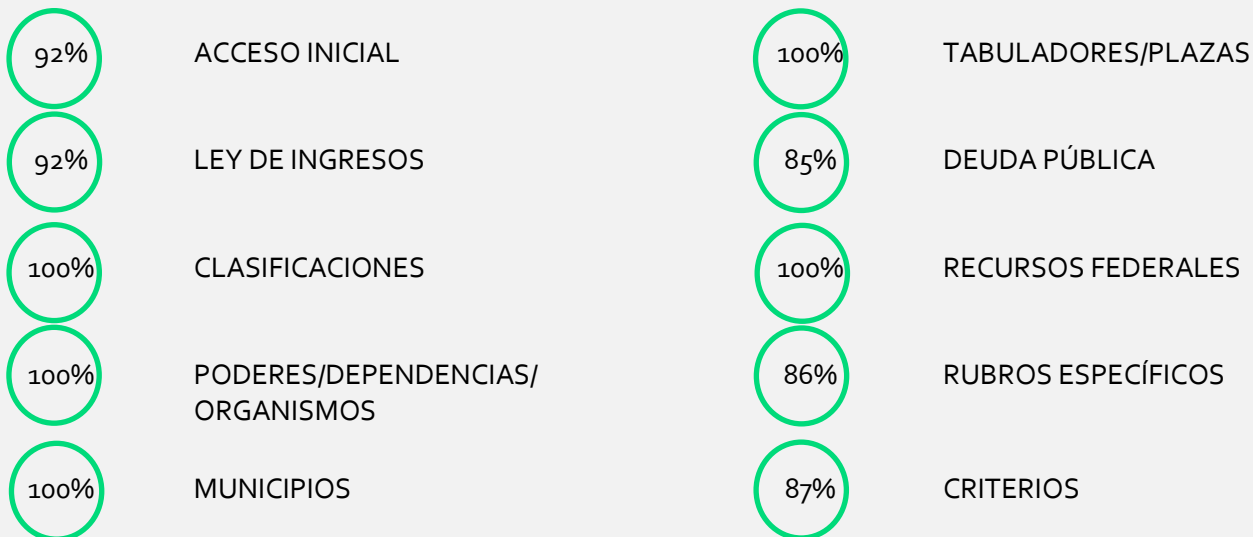 92% ACCESO INICIAL
92% LEY DE INGRESOS
100% CLASIFICACIONES
100% PODERES/DEPENDENCIAS/
ORGANISMOS
100% MUNICIPIOS
100% TABULADORES/PLAZAS
85% DEUDA PÚBLICA
100% RECURSOS FEDERALES
86% RUBROS ESPECÍFICOS
87% CRITERIOS